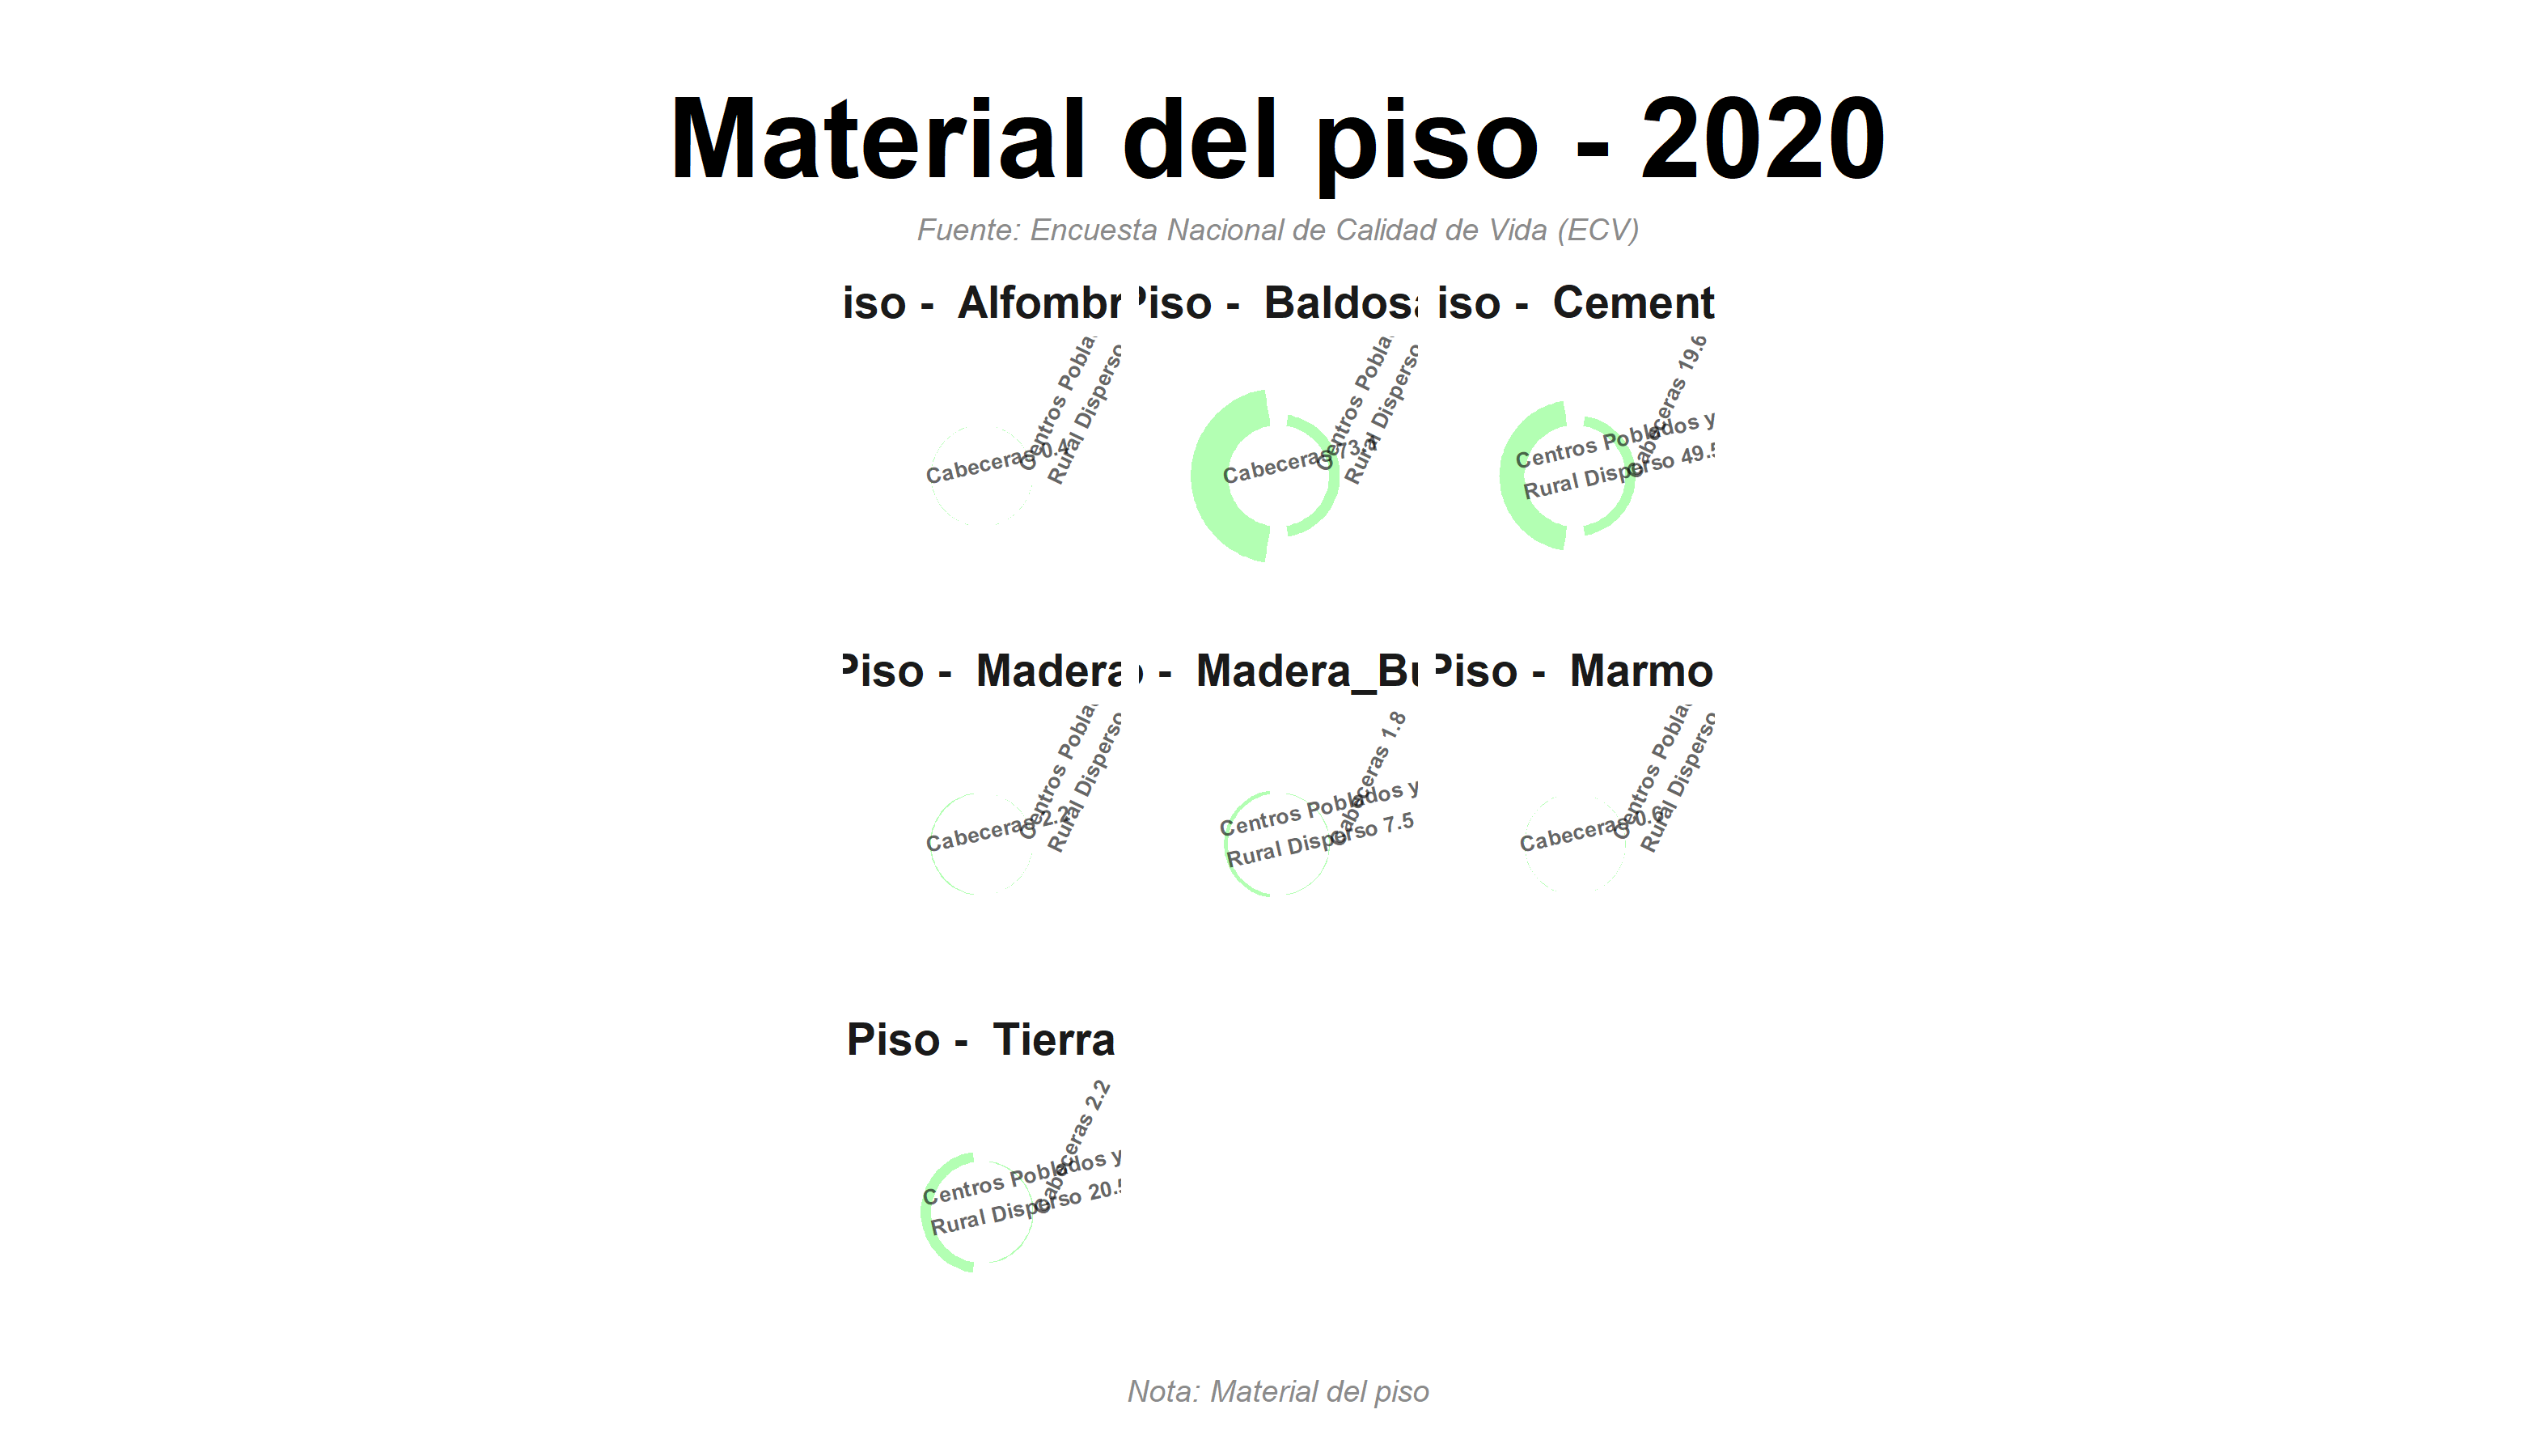 Material del piso - 2020
Fuente: Encuesta Nacional de Calidad de Vida (ECV)
iso - Alfombr
Piso - Baldosa
iso - Cement
Centros Pobla
Rural Disperso
Cabeceras 0.4
Centros Pobla
Rural Disperso
Cabeceras
Cabeceras 19.6
Centros Poblados y
Rural Disperso 49.5
Piso - Madera
- Madera_Bu
Piso - Marmo
Centros Pobla
Rural Disperso
Cabeceras 2.2
Cabeceras 1.8
Centros Poblados y
Rural Disperso 7.5
Centros Pobla
Rural Disperso
Cabeceras 0.6
Piso - Tierra
Cabeceras 2.2
Centros Poblados y
Rural Disperso 20.5
Nota: Material del piso